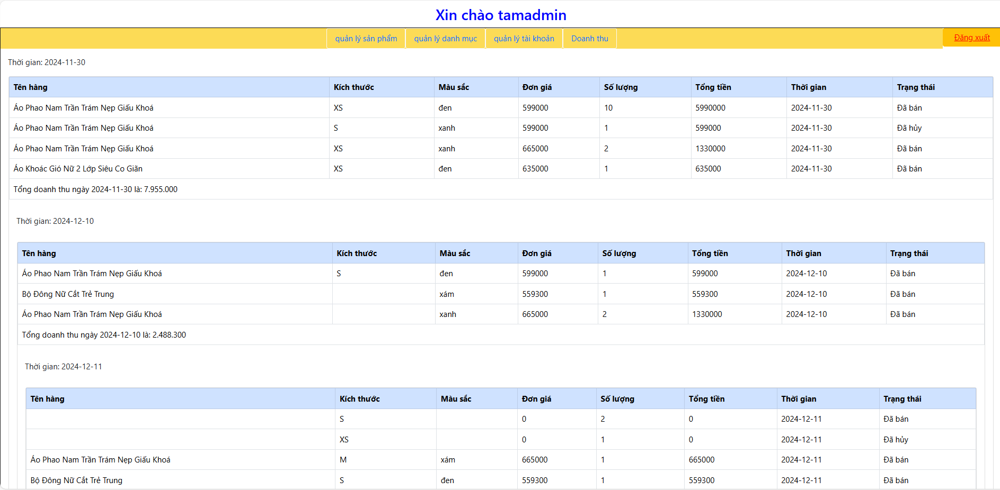 Xin chào tamadmin
quản lý sản phẩm quản lý danh mục quản lý tài khoản Doanh thu Đăng xuất
Thời gian: 2024-11-30
Tên hàng Kích thước Màu sắc Đơn giá Số lượng Tổng tiền Thời gian Trạng thái
Áo Phao Nam Trần Trám Nẹp Giấu Khoá XS đen 599000 10 5990000 2024-11-30 Đã bán
Áo Phao Nam Trần Trám Nẹp Giấu Khoá S xanh 599000 1 599000 2024-11-30 Đã hủy
Áo Phao Nam Trần Trám Nẹp Giấu Khoá XS xanh 665000 2 1330000 2024-11-30 Đã bán
Áo Khoác Gió Nữ 2 Lớp Siêu Co Giãn XS đen 635000 1 635000 2024-11-30 Đã bán
Tổng doanh thu ngày 2024-11-30 là: 7.955.000
Thời gian: 2024-12-10
Tên hàng Kích thước Màu sắc Đơn giá Số lượng Tổng tiền Thời gian Trạng thái
Áo Phao Nam Trần Trám Nẹp Giấu Khoá S đen 599000 1 599000 2024-12-10 Đã bán
Bộ Đông Nữ Cắt Trẻ Trung xám 559300 1 559300 2024-12-10 Đã bán
Áo Phao Nam Trần Trám Nẹp Giấu Khoá xanh 665000 2 1330000 2024-12-10 Đã bán
Tổng doanh thu ngày 2024-12-10 là: 2.488.300
Thời gian: 2024-12-11
Tên hàng Kích thước Màu sắc Đơn giá Số lượng Tổng tiền Thời gian Trạng thái
S 0 2 0 2024-12-11 Đã bán
XS 0 1 0 2024-12-11 Đã hủy
Áo Phao Nam Trần Trám Nẹp Giấu Khoá M xám 665000 1 665000 2024-12-11 Đã bán
Bộ Đông Nữ Cắt Trẻ Trung S đen 559300 1 559300 2024-12-11 Đã bán